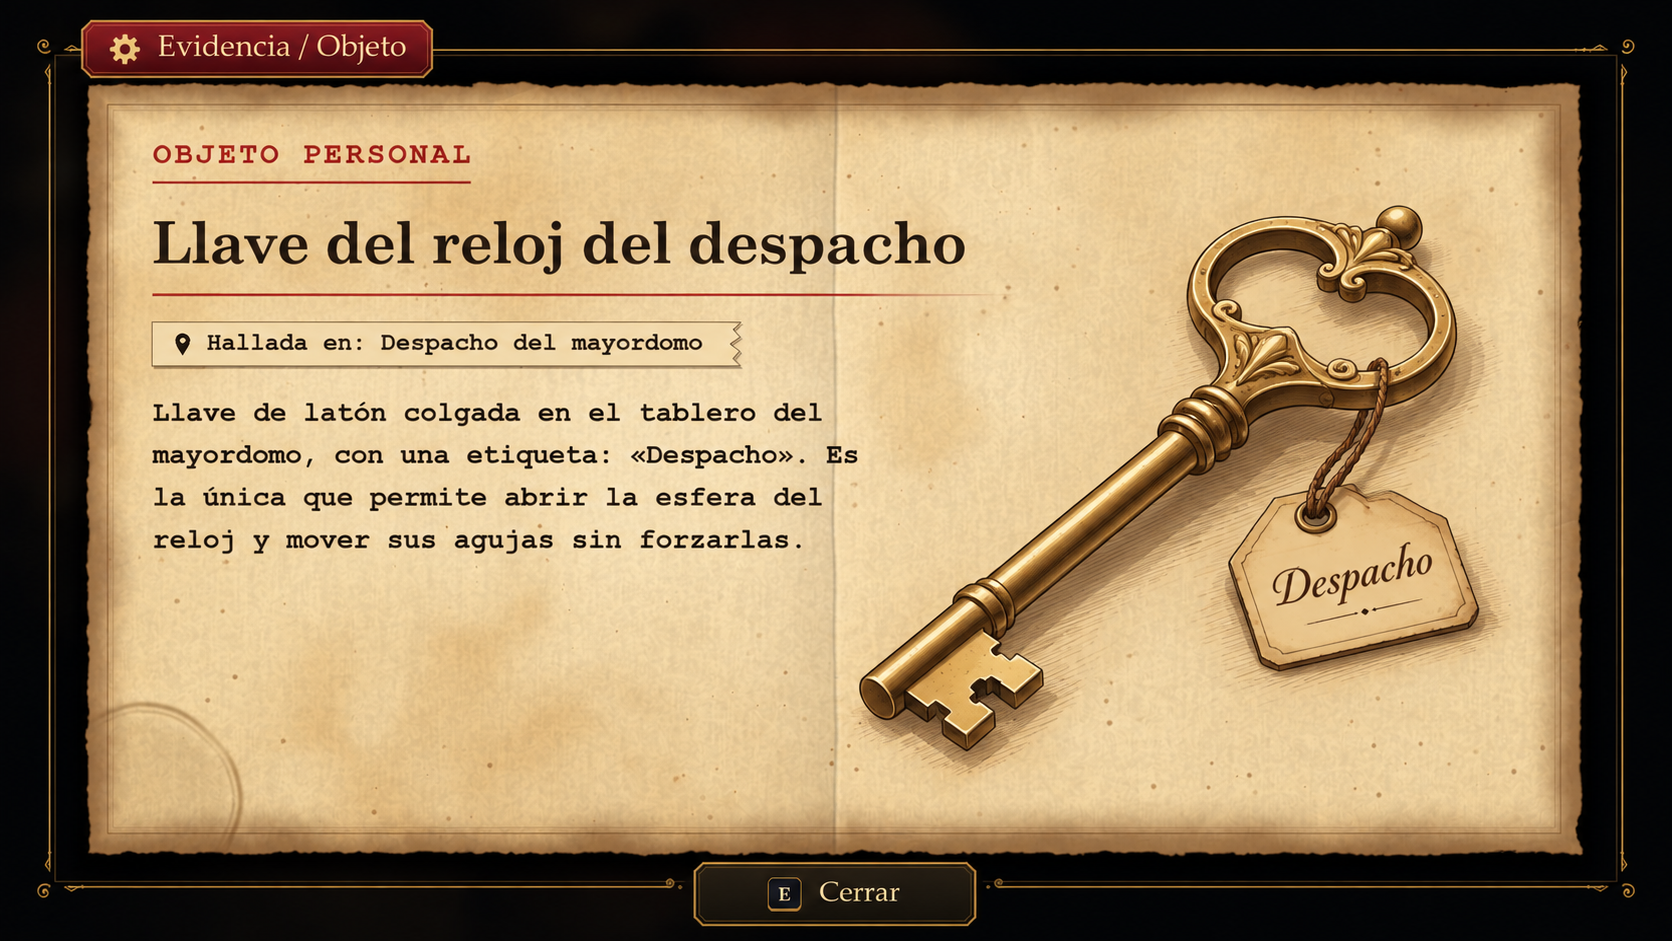 Evidencia / Objeto
OBJETO PERSONAL
Llave del reloj del despacho
Hallada en: Despacho del mayordomo
Llave de latón colgada en el tablero del
mayordomo, con una etiqueta: «Despacho». Es
la única que permite abrir la esfera del
reloj y mover sus agujas sin forzarlas.
Despacho
E Cerrar